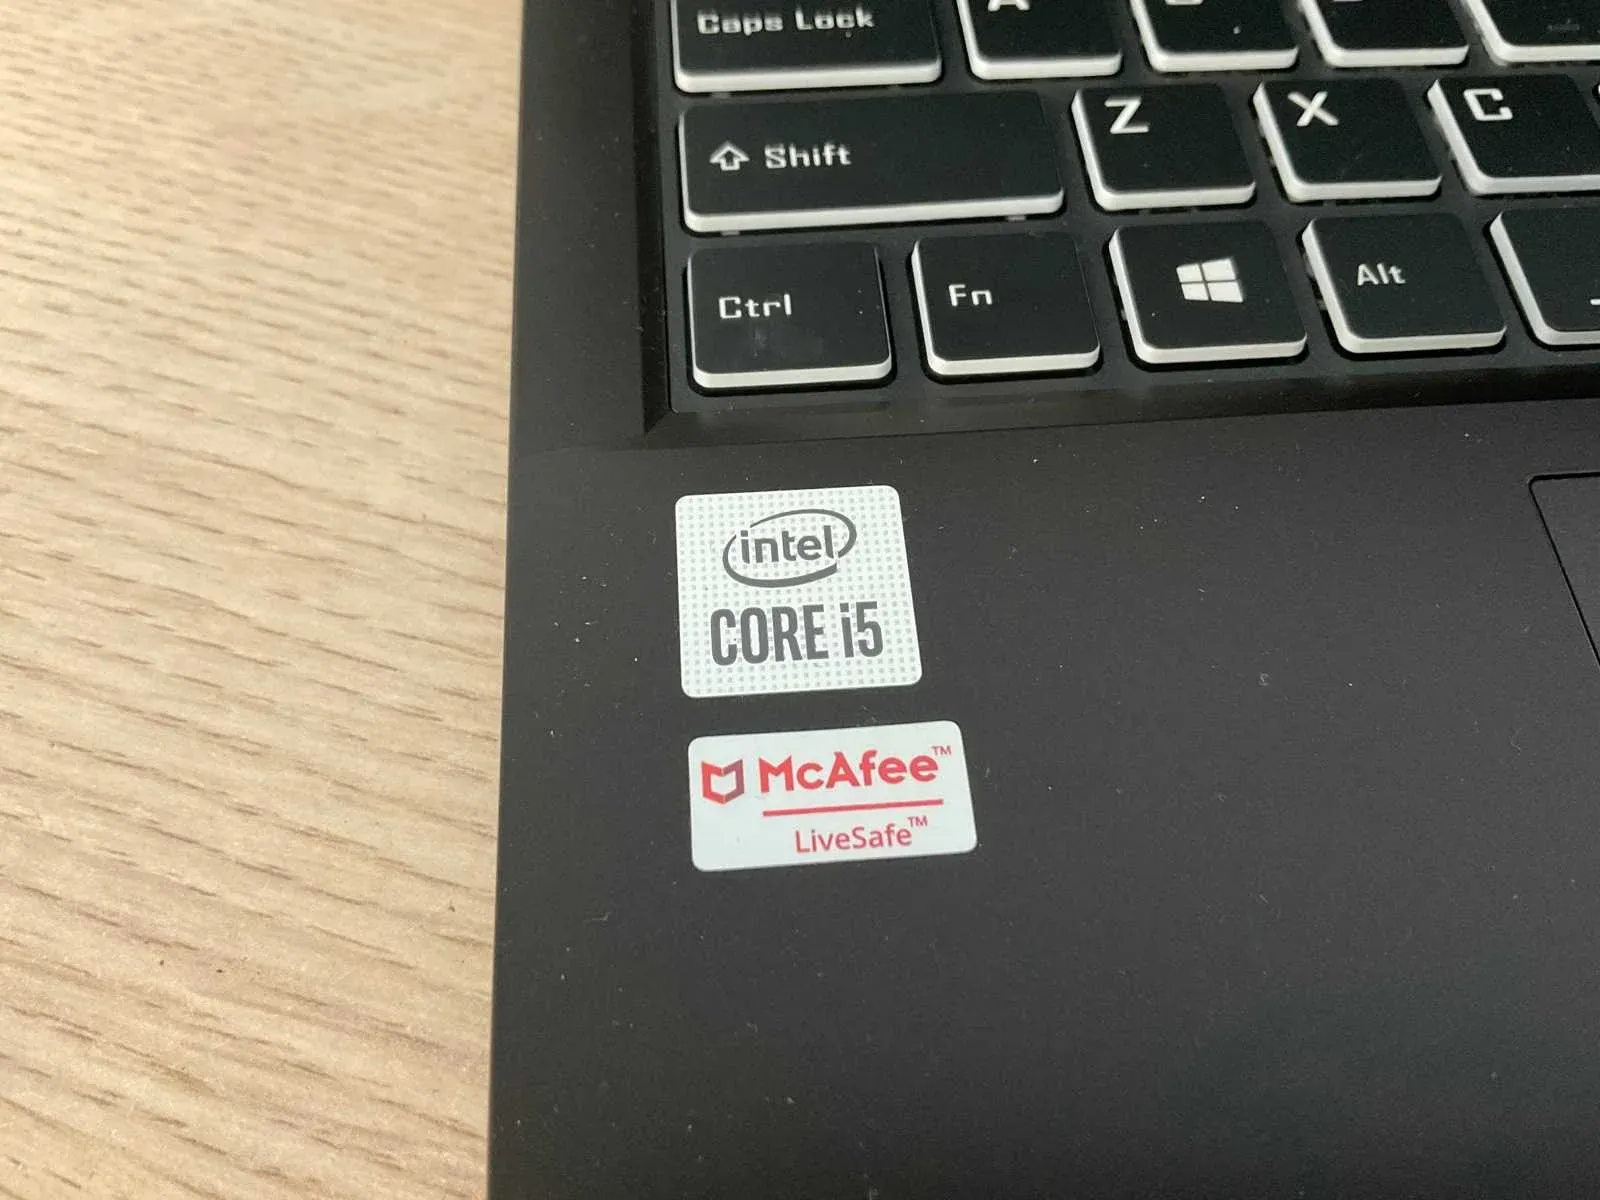 Caps Lock
A
Shift
Z
X
C
Ctrl
Fn
Alt
intel
CORE i5
McAfee™
LiveSafe™